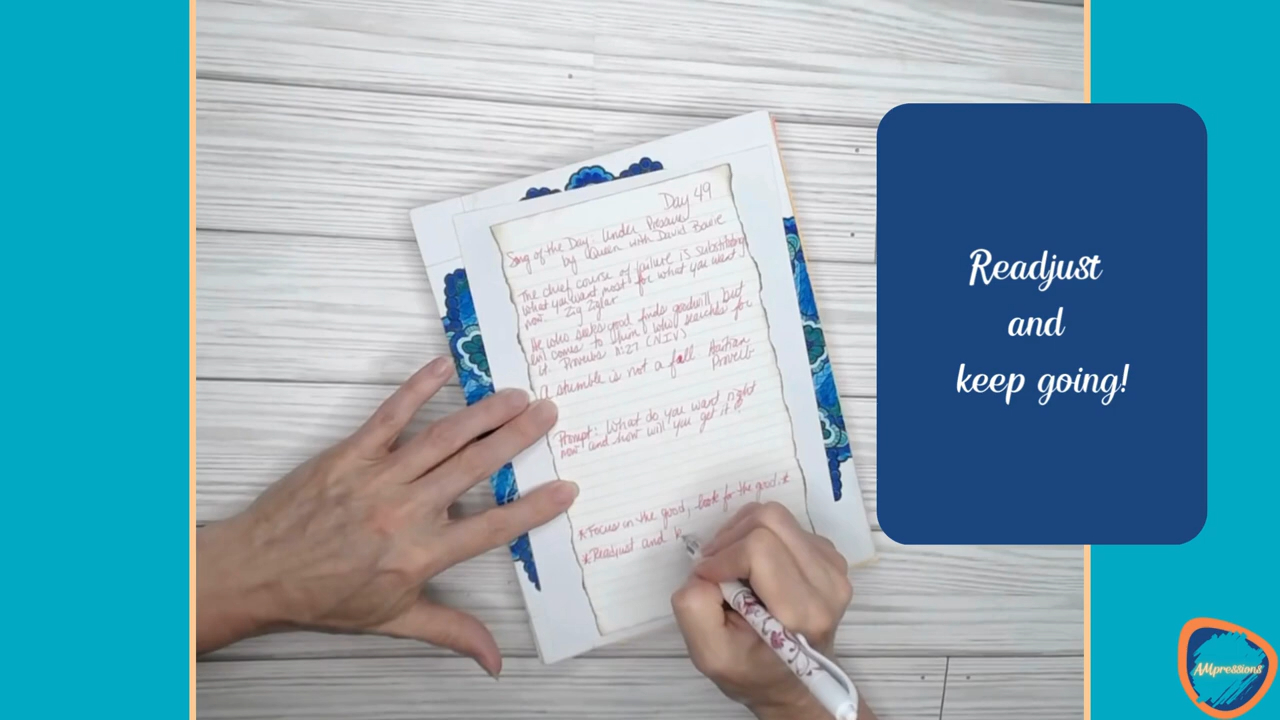 Day 49
Song of the Day: Under Pressure
by Queen with David Bowie
The chief course of failure is substituting
what you want most for what you want
now. Zig Ziglar
He who seeks good finds goodwill but
evil comes to him who searches for
it. Proverbs 11:27 (NIV)
A stumble is not a fall Haitian
Proverb
Prompt: What do you want right
now and how will you get it?
*Focus on the good, look for the good.*
*Readjust and k
Readjust
and
keep going!
AMpressions